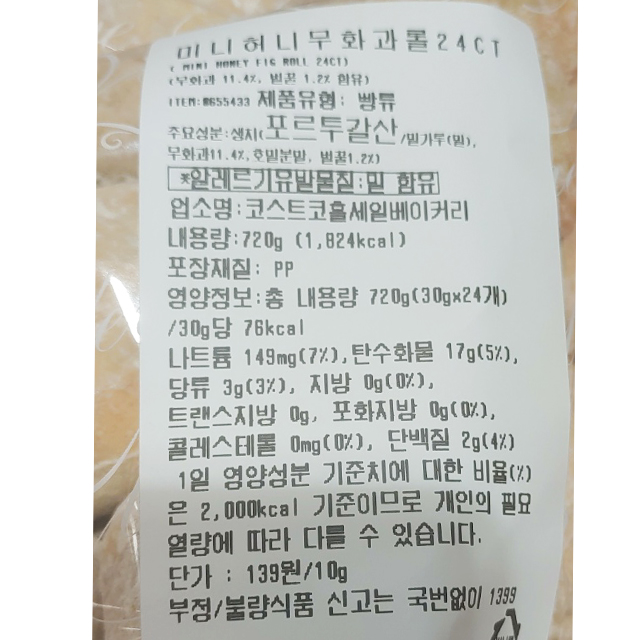 미니허니무화과롤24CT
( MINI HONEY FIG ROLL 24CT)
(무화과 11.4%, 벌꿀 1.2% 함유)
ITEM:#655433 제품유형: 빵류
주요성분:생지(포르투갈산/밀가루(밀),
무화과11.4%,호밀분말, 벌꿀1.2%)
※알레르기유발물질:밀 함유
업소명:코스트코홀세일베이커리
내용량:720g (1,824kcal)
포장재질: PP
영양정보:총 내용량 720g(30gx24개)
/30g당 76kcal
나트륨 149mg(7%),탄수화물 17g(5%),
당류 3g(3%), 지방 0g(0%),
트랜스지방 0g, 포화지방 0g(0%),
콜레스테롤 0mg(0%), 단백질 2g(4%)
1일 영양성분 기준치에 대한 비율(%)
은 2,000kcal 기준이므로 개인의 필요
열량에 따라 다를 수 있습니다.
단가 : 139원/10g
부정/불량식품 신고는 국번없이 1399